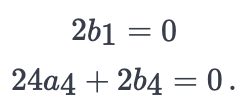 2b₁ = 0
24a₄ + 2b₄ = 0 .